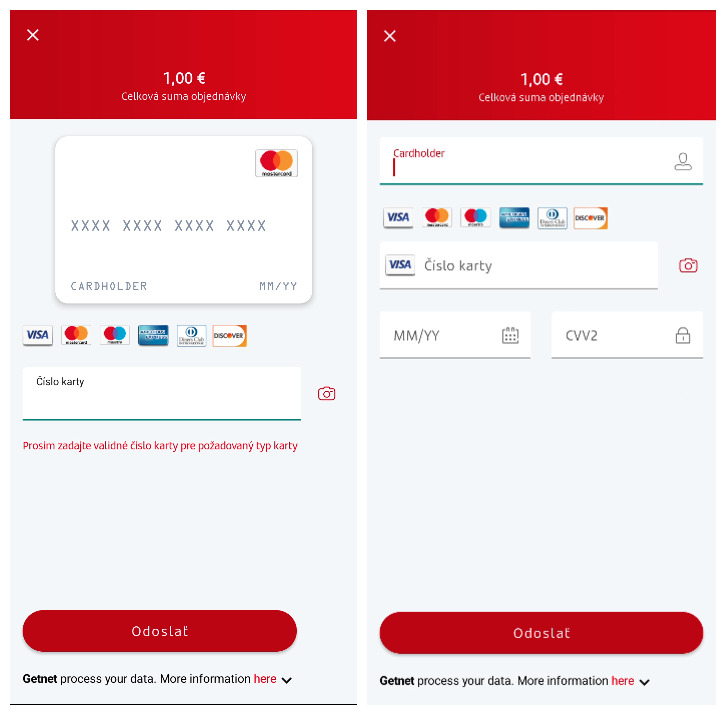 1,00 €
Celková suma objednávky
mastercard
XXXX XXXX XXXX XXXX
CARDHOLDER MM/YY
VISA mastercard maestro AMERICAN EXPRESS Diners Club INTERNATIONAL DISCOVER
Číslo karty
Prosím zadajte validné číslo karty pre požadovaný typ karty
Odoslať
Getnet process your data. More information here
1,00 €
Celková suma objednávky
Cardholder
VISA mastercard maestro AMERICAN EXPRESS Diners Club INTERNATIONAL DISCOVER
VISA Číslo karty
MM/YY CVV2
Odoslať
Getnet process your data. More information here